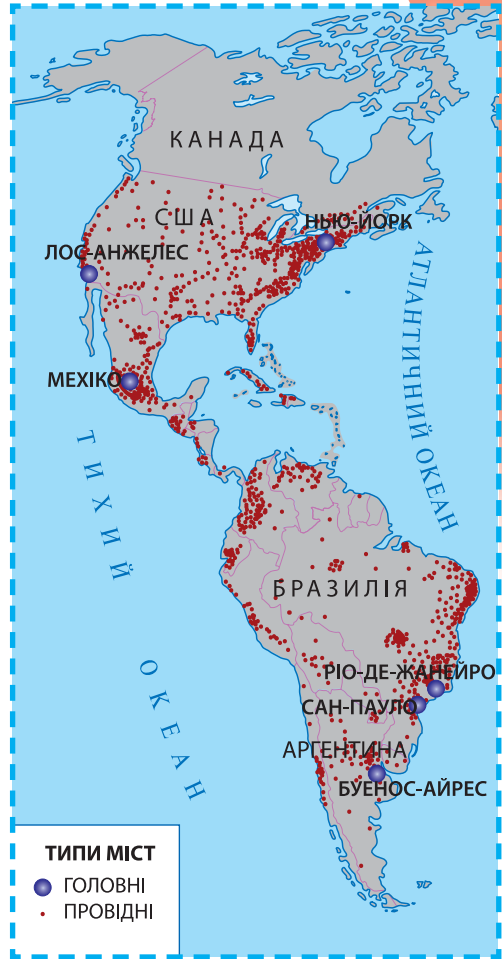 КАНАДА
США
НЬЮ-ЙОРК
ЛОС-АНЖЕЛЕС
АТЛАНТИЧНИЙ ОКЕАН
МЕХІКО
ТИХИЙ
ОКЕАН
БРАЗИЛІЯ
РІО-ДЕ-ЖАНЕЙРО
САН-ПАУЛО
АРГЕНТИНА
БУЕНОС-АЙРЕС
ТИПИ МІСТ
ГОЛОВНІ
ПРОВІДНІ